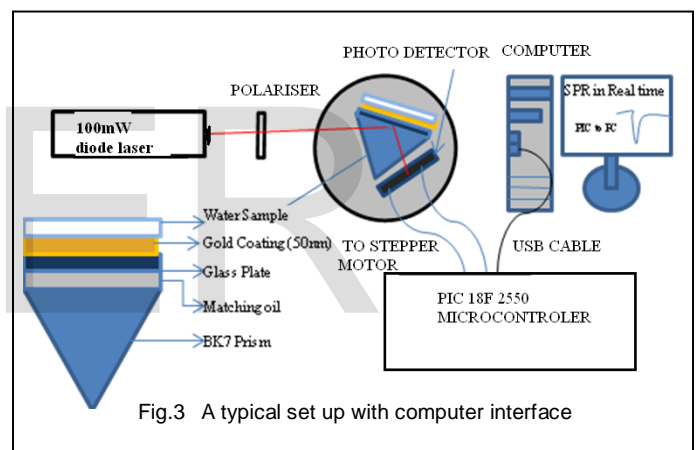 PHOTO DETECTOR
COMPUTER
POLARISER
100mW
diode laser
SPR in Real time
PIC to PC
Water Sample
Gold Coating (50nm)
Glass Plate
Matching oil
BK7 Prism
TO STEPPER
MOTOR
USB CABLE
PIC 18F 2550
MICROCONTROLER
ER
Fig.3 A typical set up with computer interface